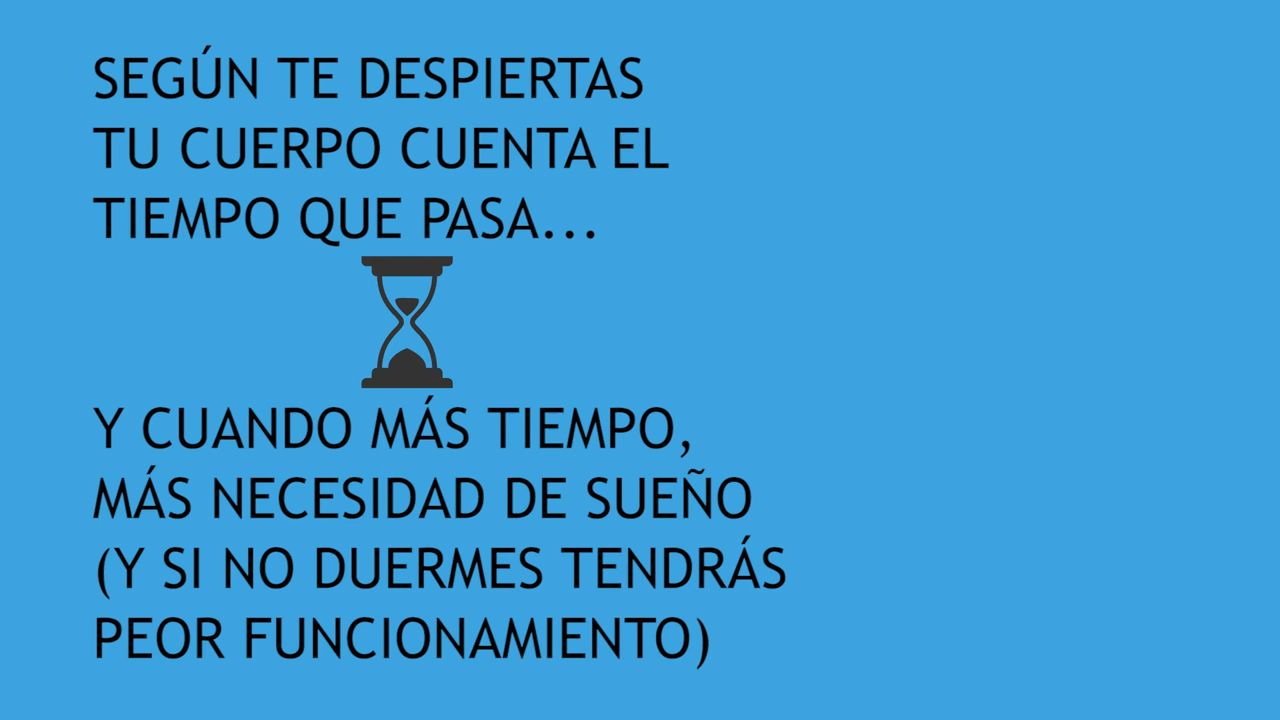 SEGÚN TE DESPIERTAS
TU CUERPO CUENTA EL
TIEMPO QUE PASA...
Y CUANDO MÁS TIEMPO,
MÁS NECESIDAD DE SUEÑO
(Y SI NO DUERMES TENDRÁS
PEOR FUNCIONAMIENTO)